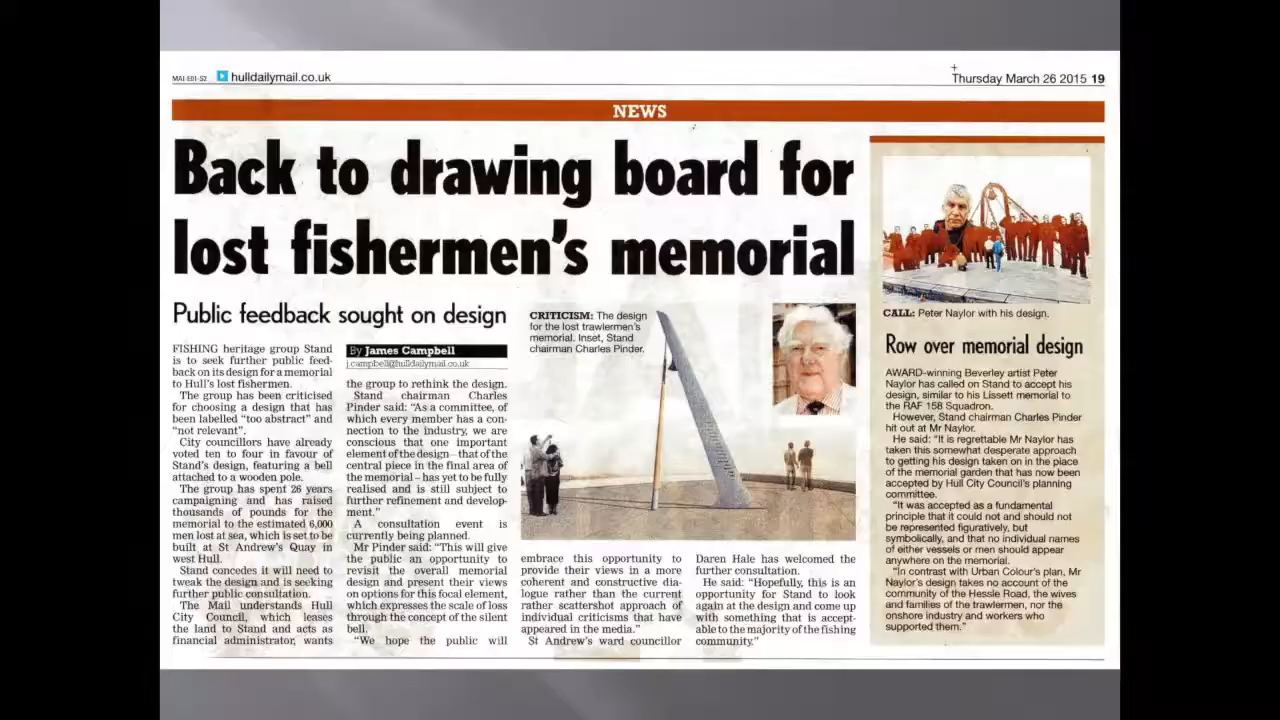 MAI-E01-S2 hulldailymail.co.uk
Thursday March 26 2015 19
NEWS
Back to drawing board for
lost fishermen's memorial
Public feedback sought on design
FISHING heritage group Stand
is to seek further public feed-
back on its design for a memorial
to Hull's lost fishermen.
The group has been criticised
for choosing a design that has
been labelled "too abstract" and
"not relevant".
City councillors have already
voted ten to four in favour of
Stand's design, featuring a bell
attached to a wooden pole.
The group has spent 26 years
campaigning and has raised
thousands of pounds for the
memorial to the estimated 6,000
men lost at sea, which is set to be
built at St Andrew's Quay in
west Hull.
Stand concedes it will need to
tweak the design and is seeking
further public consultation.
The Mail understands Hull
City Council, which leases
the land to Stand and acts as
financial administrator, wants
By James Campbell
j.campbell@hulldailymail.co.uk
the group to rethink the design.
Stand chairman Charles
Pinder said: "As a committee, of
which every member has a con-
nection to the industry, we are
conscious that one important
element of the design – that of the
central piece in the final area of
the memorial – has yet to be fully
realised and is still subject to
further refinement and develop-
ment."
A consultation event is
currently being planned.
Mr Pinder said: "This will give
the public an opportunity to
revisit the overall memorial
design and present their views
on options for this focal element,
which expresses the scale of loss
through the concept of the silent
bell.
"We hope the public will
CRITICISM: The design
for the lost trawlermen's
memorial. Inset, Stand
chairman Charles Pinder.
embrace this opportunity to
provide their views in a more
coherent and constructive dia-
logue rather than the current
rather scattershot approach of
individual criticisms that have
appeared in the media."
St Andrew's ward councillor
Daren Hale has welcomed the
further consultation.
He said: "Hopefully, this is an
opportunity for Stand to look
again at the design and come up
with something that is accept-
able to the majority of the fishing
community."
CALL: Peter Naylor with his design.
Row over memorial design
AWARD-winning Beverley artist Peter
Naylor has called on Stand to accept his
design, similar to his Lissett memorial to
the RAF 158 Squadron.
However, Stand chairman Charles Pinder
hit out at Mr Naylor.
He said: "It is regrettable Mr Naylor has
taken this somewhat desperate approach
to getting his design taken on in the place
of the memorial garden that has now been
accepted by Hull City Council's planning
committee.
"It was accepted as a fundamental
principle that it could not and should not
be represented figuratively, but
symbolically, and that no individual names
of either vessels or men should appear
anywhere on the memorial.
"In contrast with Urban Colour's plan, Mr
Naylor's design takes no account of the
community of the Hessle Road, the wives
and families of the trawlermen, nor the
onshore industry and workers who
supported them."